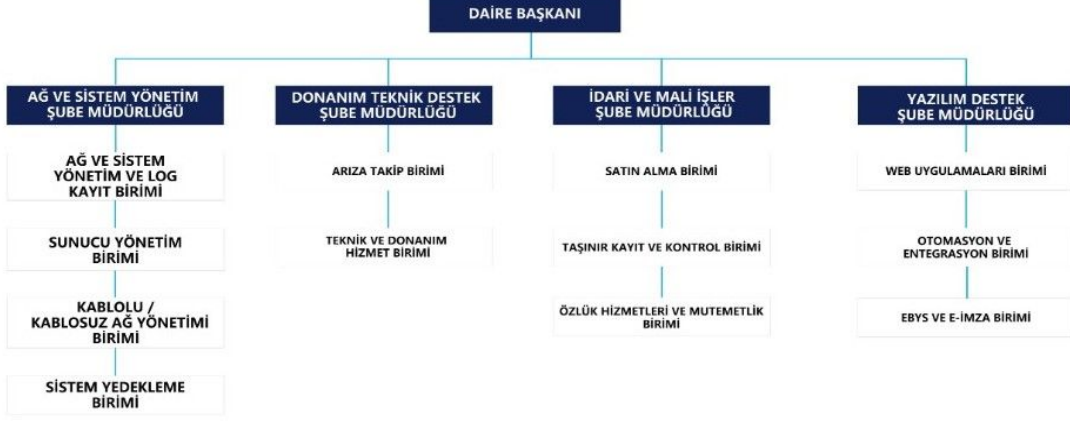 DAİRE BAŞKANI
AĞ VE SİSTEM YÖNETİM
ŞUBE MÜDÜRLÜĞÜ
AĞ VE SİSTEM
YÖNETİM VE LOG
KAYIT BİRİMİ
SUNUCU YÖNETİM
BİRİMİ
KABLOLU /
KABLOSUZ AĞ YÖNETİMİ
BİRİMİ
SİSTEM YEDEKLEME
BİRİMİ
DONANIM TEKNİK DESTEK
ŞUBE MÜDÜRLÜĞÜ
ARIZA TAKİP BİRİMİ
TEKNİK VE DONANIM
HİZMET BİRİMİ
İDARİ VE MALİ İŞLER
ŞUBE MÜDÜRLÜĞÜ
SATIN ALMA BİRİMİ
TAŞINIR KAYIT VE KONTROL BİRİMİ
ÖZLÜK HİZMETLERİ VE MUTEMETLİK
BİRİMİ
YAZILIM DESTEK
ŞUBE MÜDÜRLÜĞÜ
WEB UYGULAMALARI BİRİMİ
OTOMASYON VE
ENTEGRASYON BİRİMİ
EBYS VE E-İMZA BİRİMİ